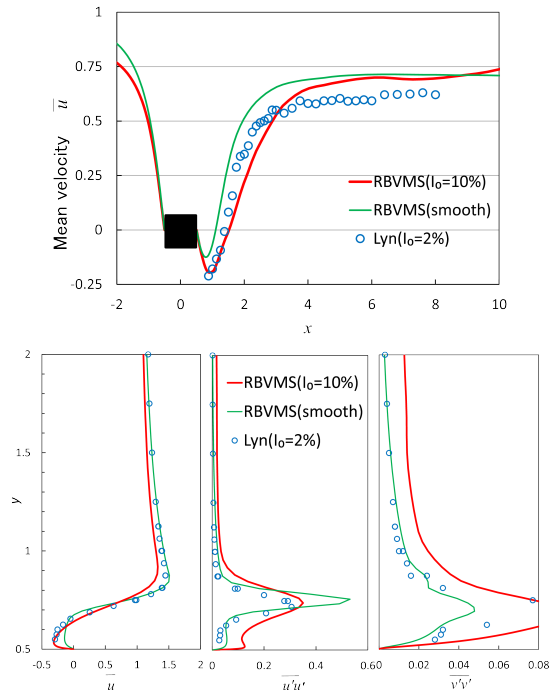 1
0.75
0.5
0.25
0
-0.25
Mean velocity u
RBVMS(I₀=10%)
RBVMS(smooth)
Lyn(I₀=2%)
-2 0 2 4 6 8 10
x
2
1.5
1
0.5
y
RBVMS(I₀=10%)
RBVMS(smooth)
Lyn(I₀=2%)
-0.5 0 0.5 1 1.5 2 0 0.2 0.4 0.60 0.02 0.04 0.06 0.08
u u'u' v'v'